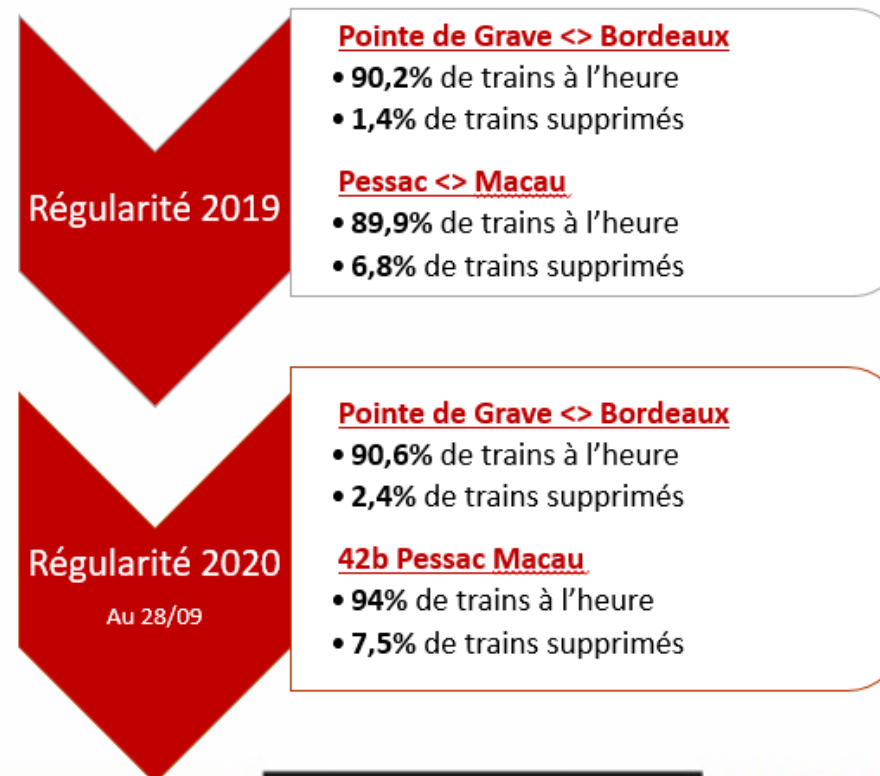 Régularité 2019
Pointe de Grave <> Bordeaux
• 90,2% de trains à l’heure
• 1,4% de trains supprimés
Pessac <> Macau
• 89,9% de trains à l’heure
• 6,8% de trains supprimés
Régularité 2020
Au 28/09
Pointe de Grave <> Bordeaux
• 90,6% de trains à l’heure
• 2,4% de trains supprimés
42b Pessac Macau
• 94% de trains à l’heure
• 7,5% de trains supprimés